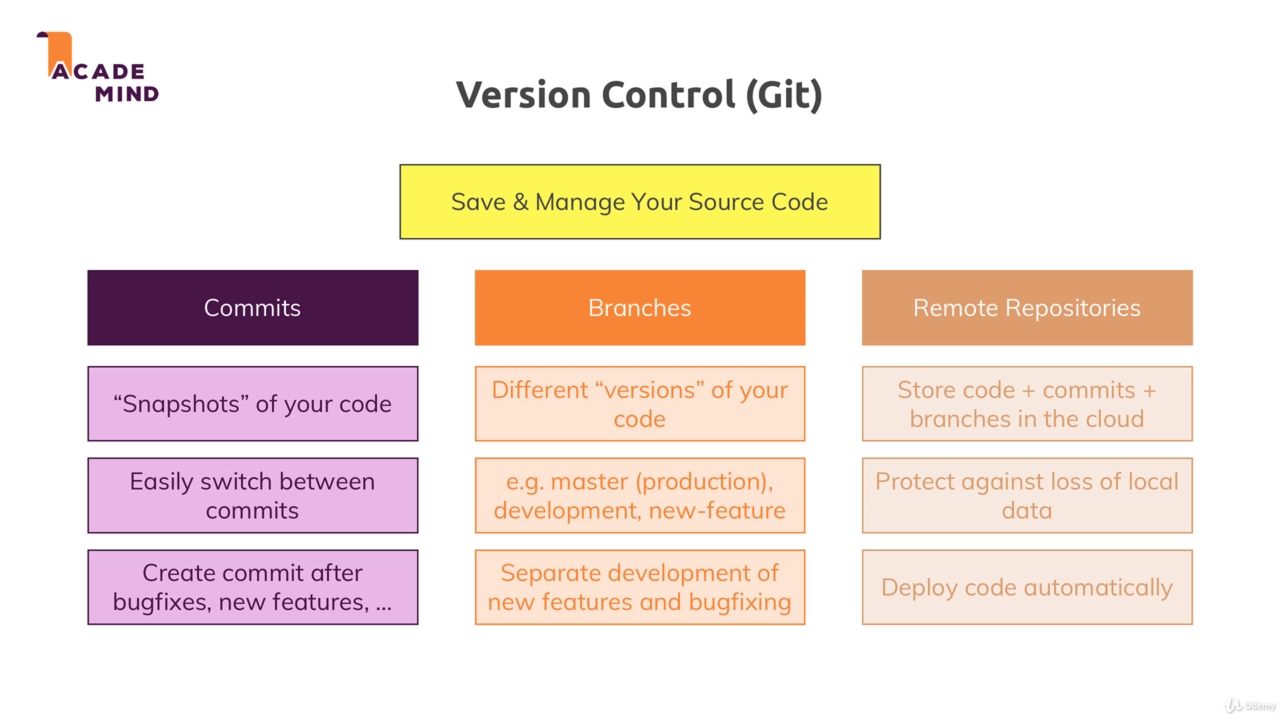 ACADE
MIND
Version Control (Git)
Save & Manage Your Source Code
Commits
“Snapshots” of your code
Easily switch between
commits
Create commit after
bugfixes, new features, ...
Branches
Different “versions” of your
code
e.g. master (production),
development, new-feature
Separate development of
new features and bugfixing
Remote Repositories
Store code + commits +
branches in the cloud
Protect against loss of local
data
Deploy code automatically
Udemy